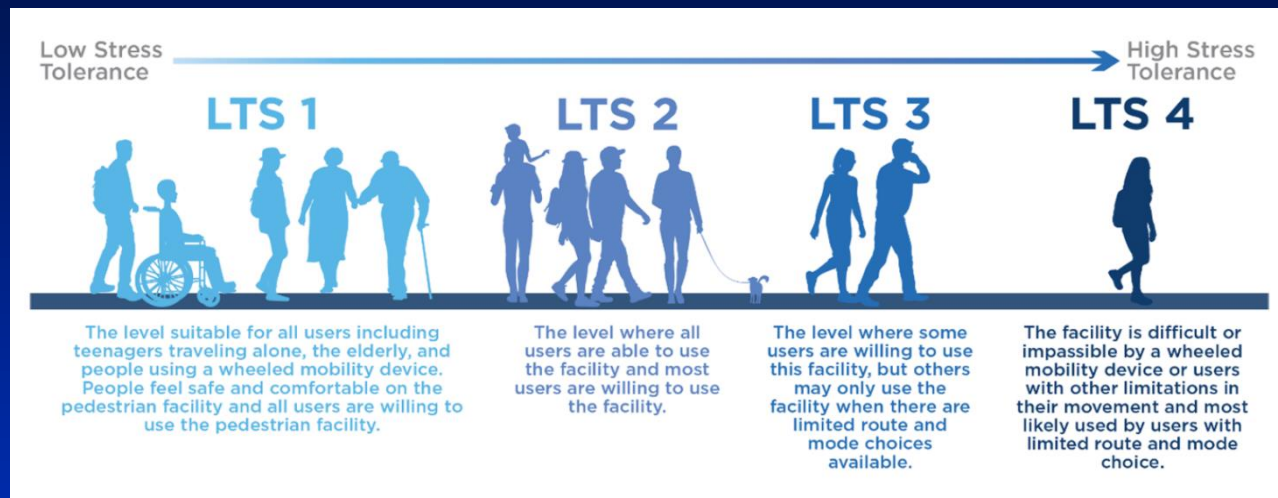 Low Stress
Tolerance
High Stress
Tolerance
LTS 1
The level suitable for all users including
teenagers traveling alone, the elderly, and
people using a wheeled mobility device.
People feel safe and comfortable on the
pedestrian facility and all users are willing to
use the pedestrian facility.
LTS 2
The level where all
users are able to use
the facility and most
users are willing to use
the facility.
LTS 3
The level where some
users are willing to use
this facility, but others
may only use the
facility when there are
limited route and
mode choices
available.
LTS 4
The facility is difficult or
impassible by a wheeled
mobility device or users
with other limitations in
their movement and most
likely used by users with
limited route and mode
choice.